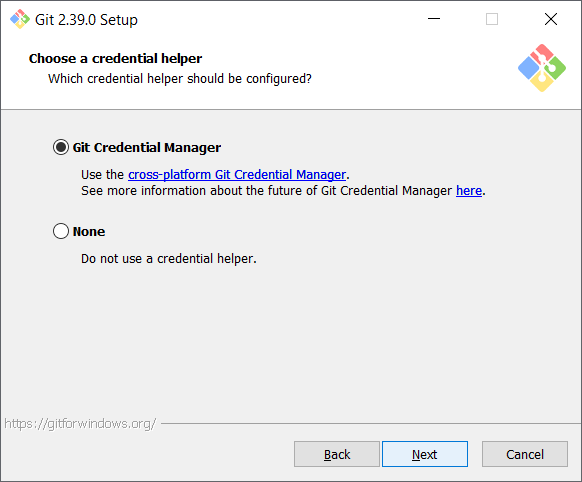 Git 2.39.0 Setup
Choose a credential helper
Which credential helper should be configured?
Git Credential Manager
Use the cross-platform Git Credential Manager.
See more information about the future of Git Credential Manager here.
None
Do not use a credential helper.
https://gitforwindows.org/
Back Next Cancel